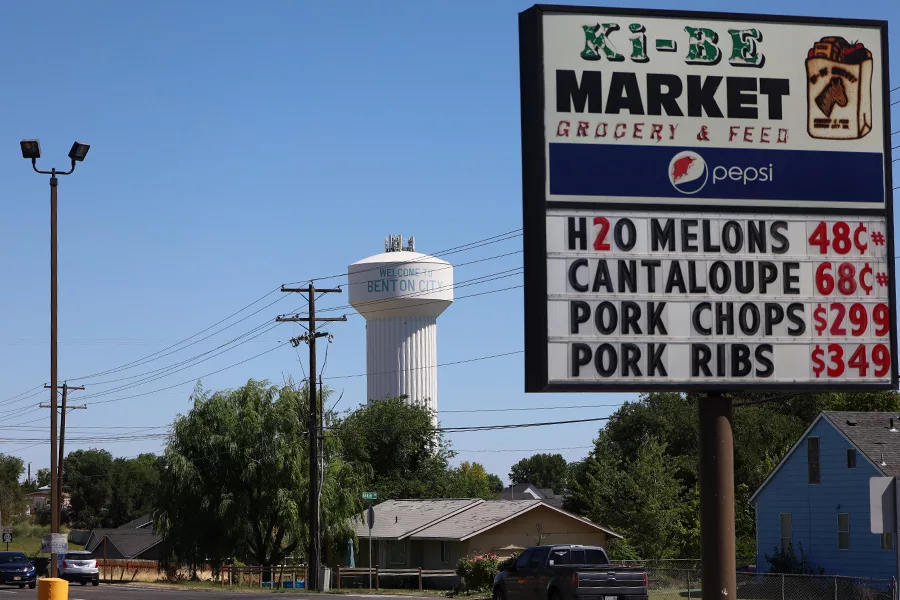 Ki-BE
MARKET
GROCERY & FEED
pepsi
H2O MELONS 48¢#
CANTALOUPE 68¢#
PORK CHOPS $299
PORK RIBS $349
WELCOME TO
BENTON CITY